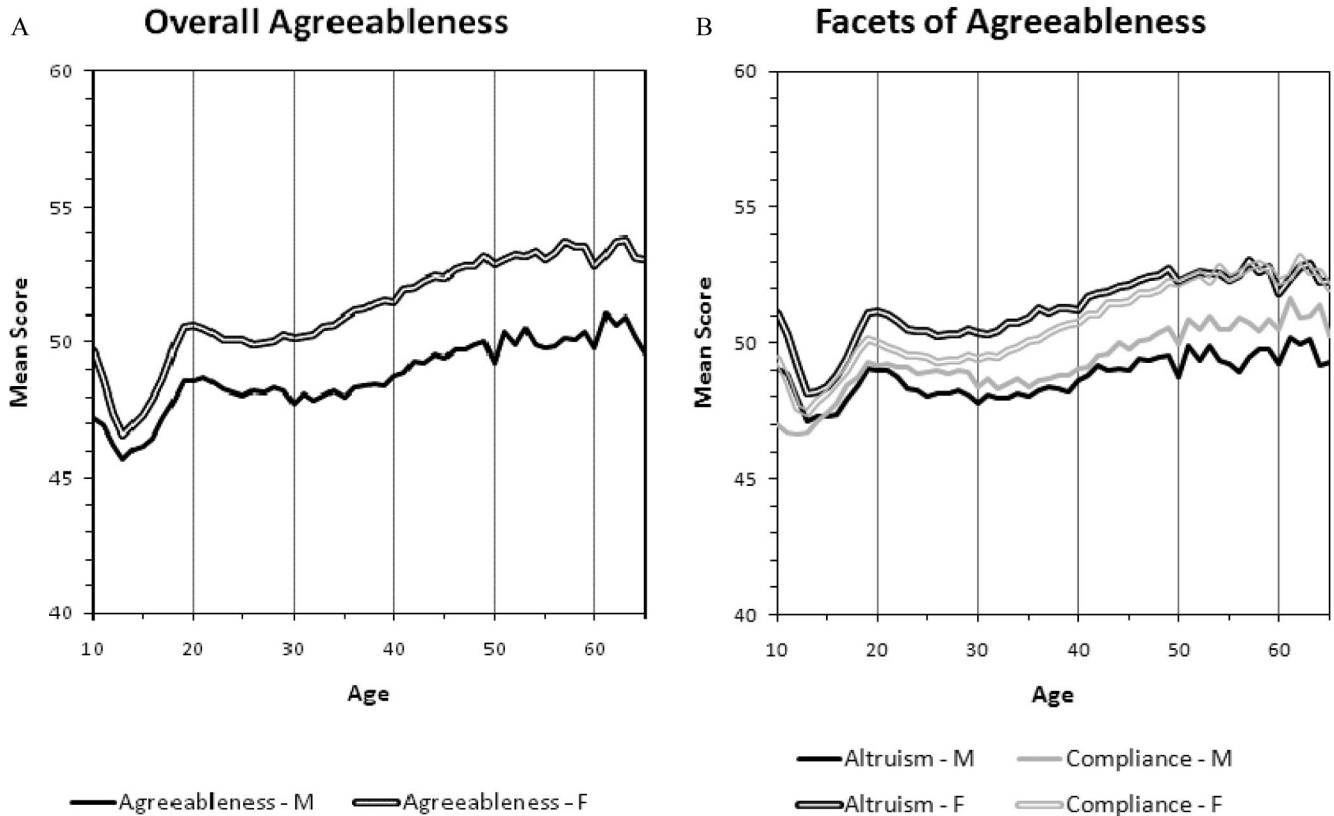 A
Overall Agreeableness
60
55
50
45
40
Mean Score
10 20 30 40 50 60
Age
Agreeableness - M Agreeableness - F
B
Facets of Agreeableness
60
55
50
45
40
Mean Score
10 20 30 40 50 60
Age
Altruism - M Compliance - M
Altruism - F Compliance - F